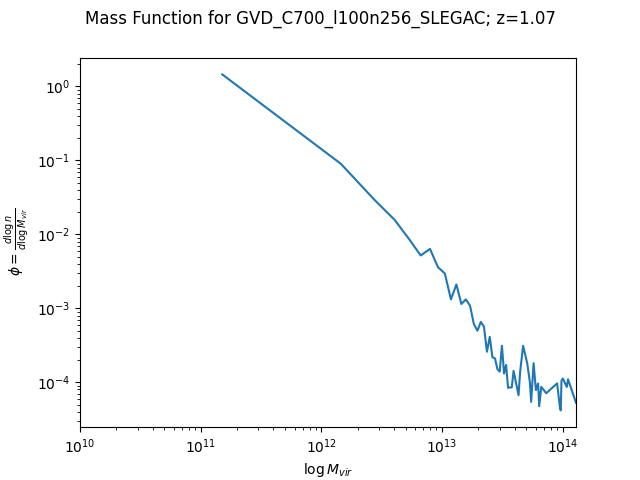 Mass Function for GVD_C700_l100n256_SLEGAC; z=1.07
10^0
10^-1
10^-2
10^-3
10^-4
ϕ = d log n / d log M_vir
10^10 10^11 10^12 10^13 10^14
log M_vir